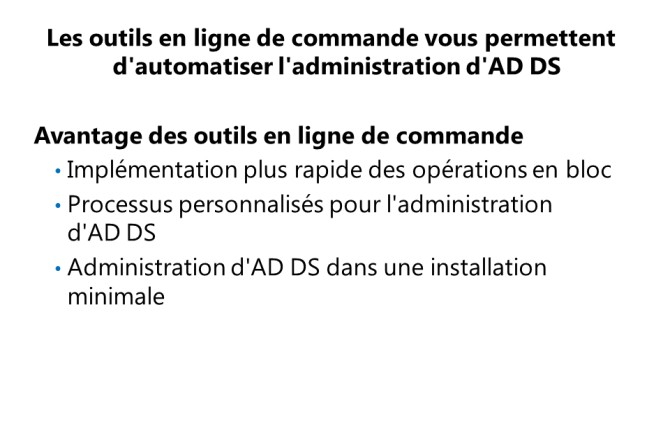 Les outils en ligne de commande vous permettent
d'automatiser l'administration d'AD DS
Avantage des outils en ligne de commande
• Implémentation plus rapide des opérations en bloc
• Processus personnalisés pour l'administration
d'AD DS
• Administration d'AD DS dans une installation
minimale